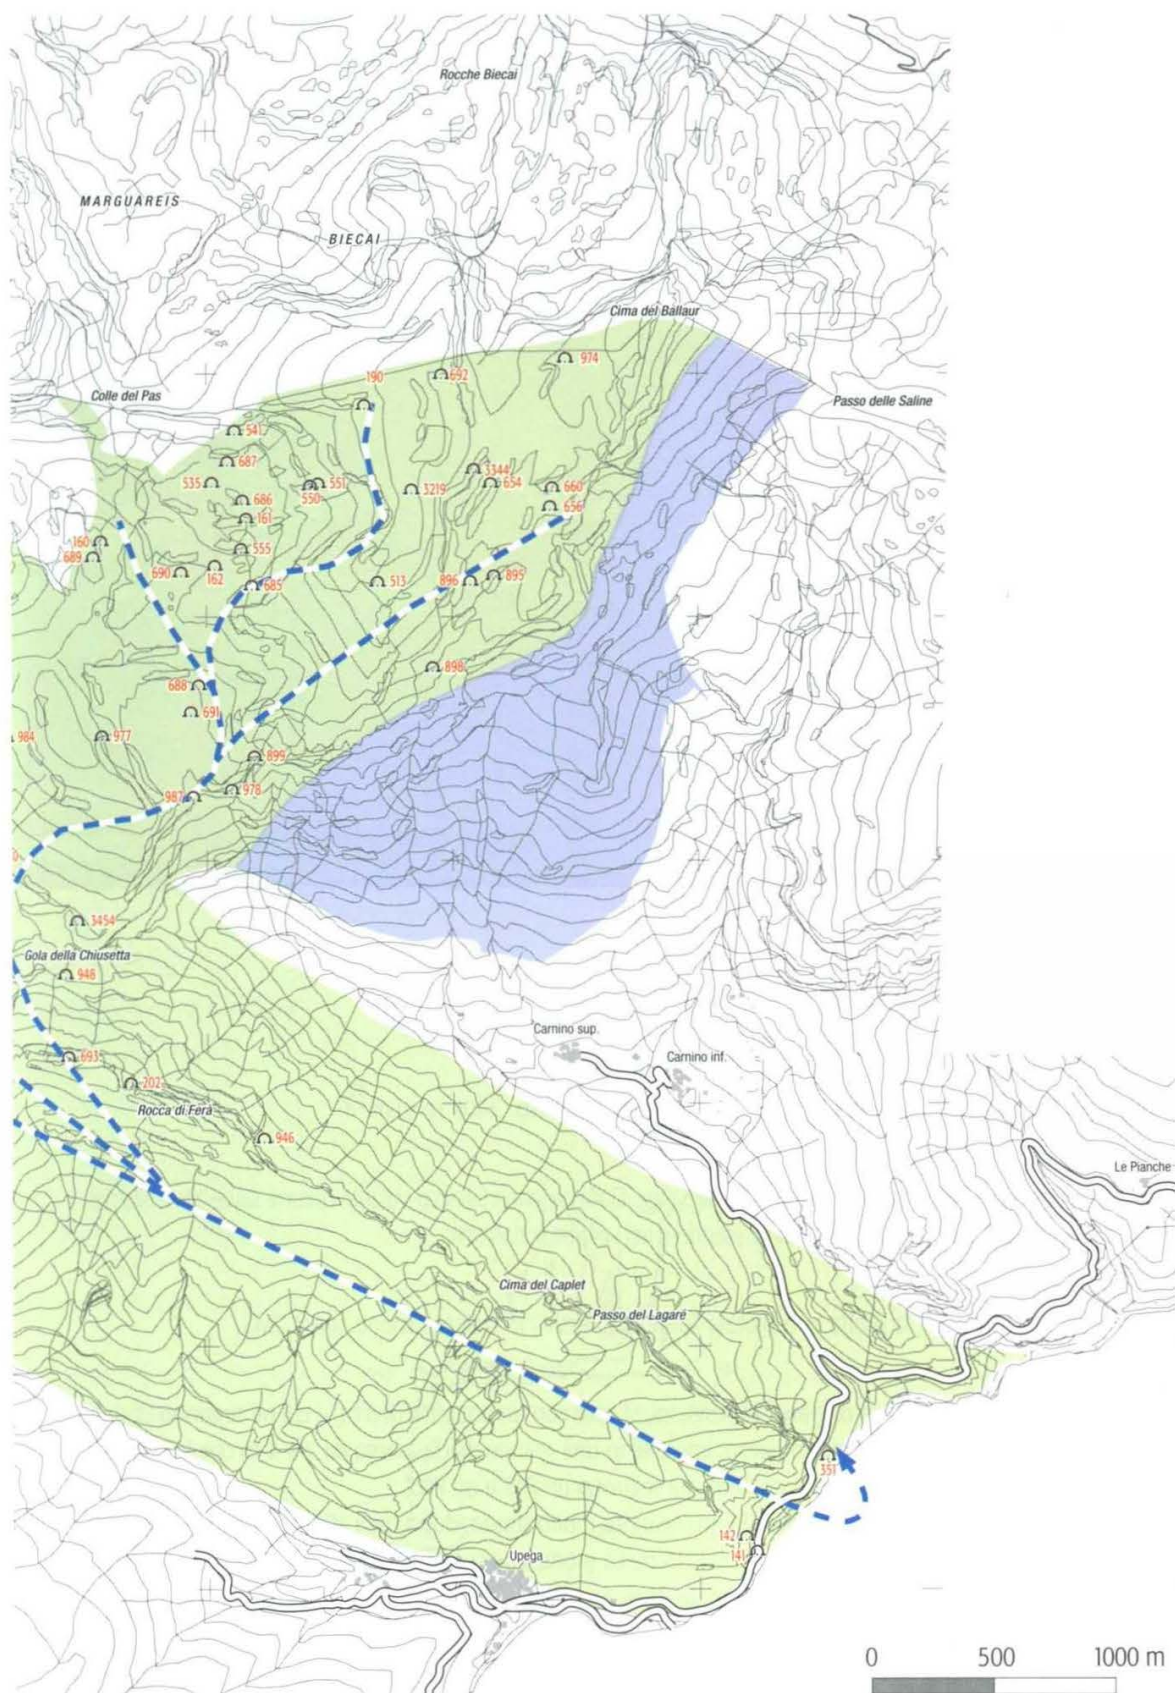 Rocche Biecai
MARGUAREIS
BIECAI
Cima del Ballaur
974
692
190
Colle del Pas
Passo delle Saline
541
687
3344
535
551
654
660
550
3219
686
656
161
160
555
689
690
162
895
685
513
896
898
688
691
984
977
899
978
987
3454
Gola della Chiusetta
948
Carnino sup.
693
Carnino inf.
202
Rocca di Ferà
946
Le Pianche
Cima del Caplet
Passo del Lagaré
351
142
141
Upega
0 500 1000 m